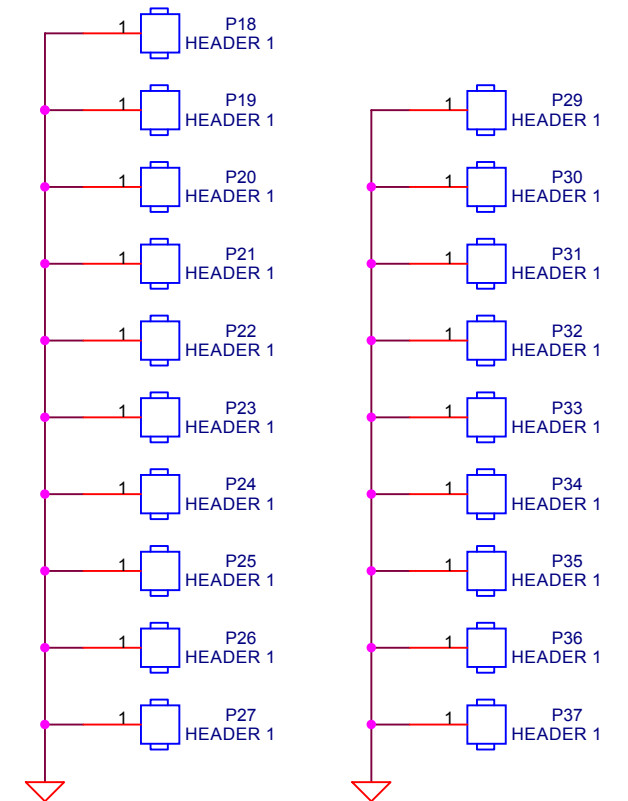 1 P18
HEADER 1
1 P19
HEADER 1
1 P20
HEADER 1
1 P21
HEADER 1
1 P22
HEADER 1
1 P23
HEADER 1
1 P24
HEADER 1
1 P25
HEADER 1
1 P26
HEADER 1
1 P27
HEADER 1
1 P29
HEADER 1
1 P30
HEADER 1
1 P31
HEADER 1
1 P32
HEADER 1
1 P33
HEADER 1
1 P34
HEADER 1
1 P35
HEADER 1
1 P36
HEADER 1
1 P37
HEADER 1